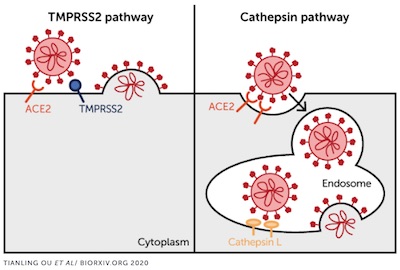 TMPRSS2 pathway
Cathepsin pathway
ACE2
TMPRSS2
ACE2
Endosome
Cathepsin L
Cytoplasm
TIANLING OU ET AL/ BIORXIV.ORG 2020